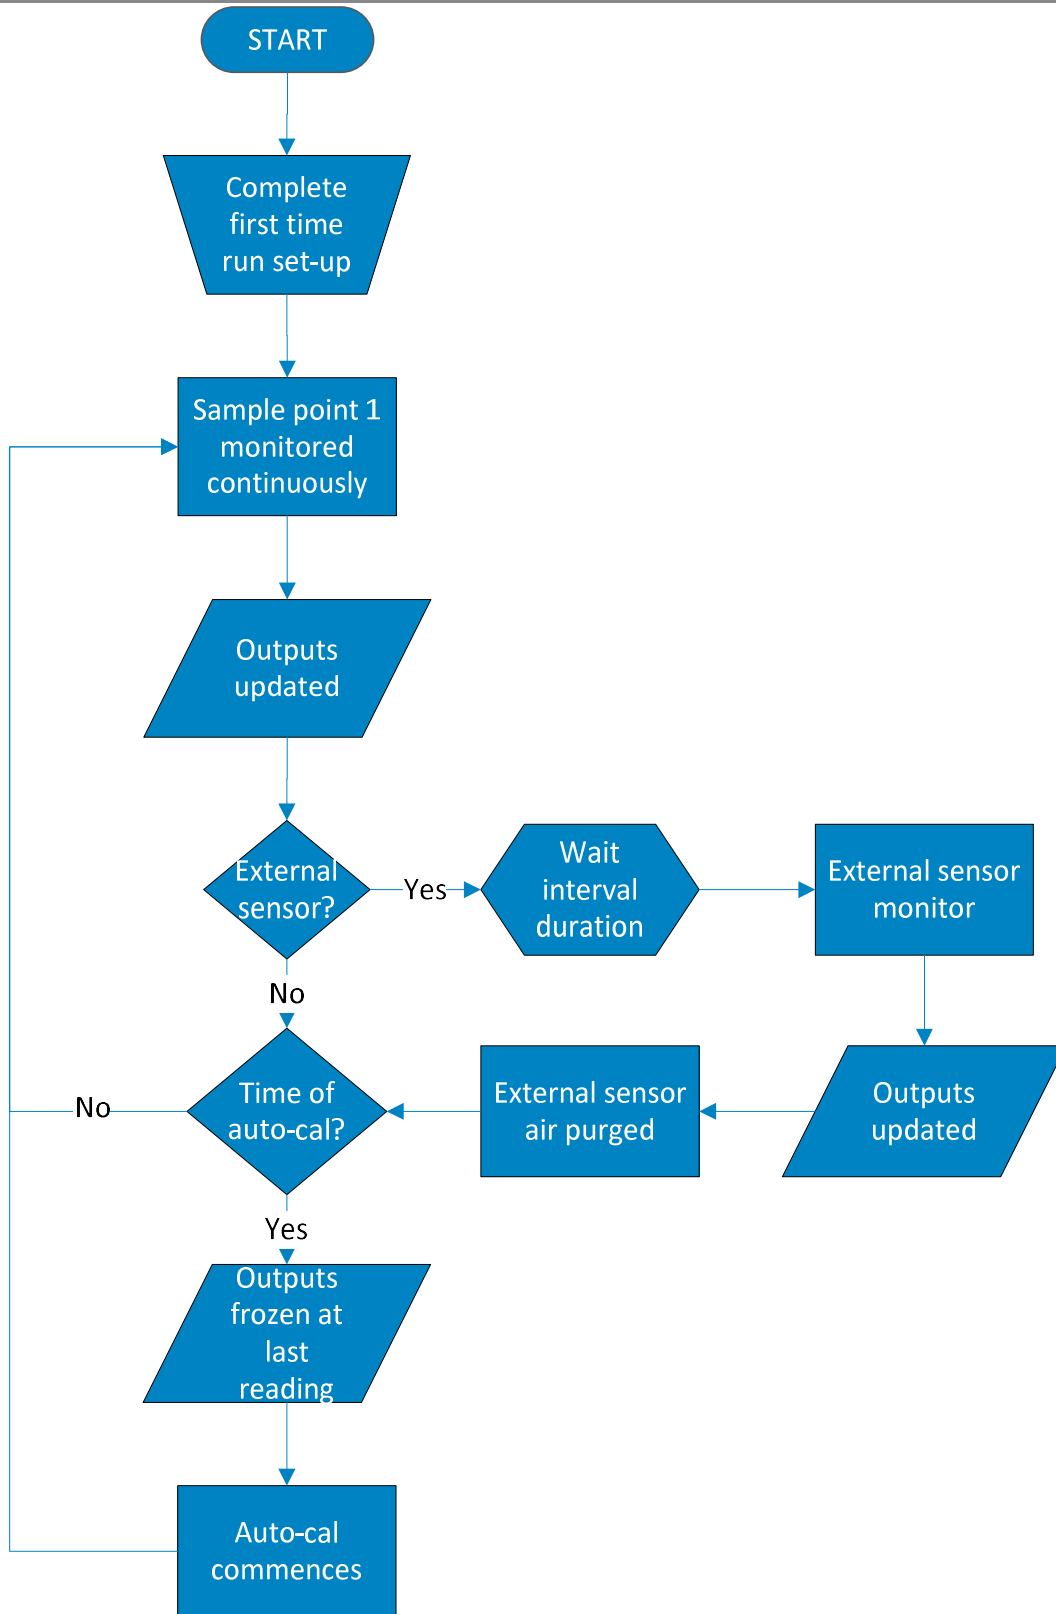 START
Complete
first time
run set-up
Sample point 1
monitored
continuously
Outputs
updated
External
sensor?
Yes
Wait
interval
duration
External sensor
monitor
No
Time of
auto-cal?
No
External sensor
air purged
Outputs
updated
Yes
Outputs
frozen at
last
reading
Auto-cal
commences